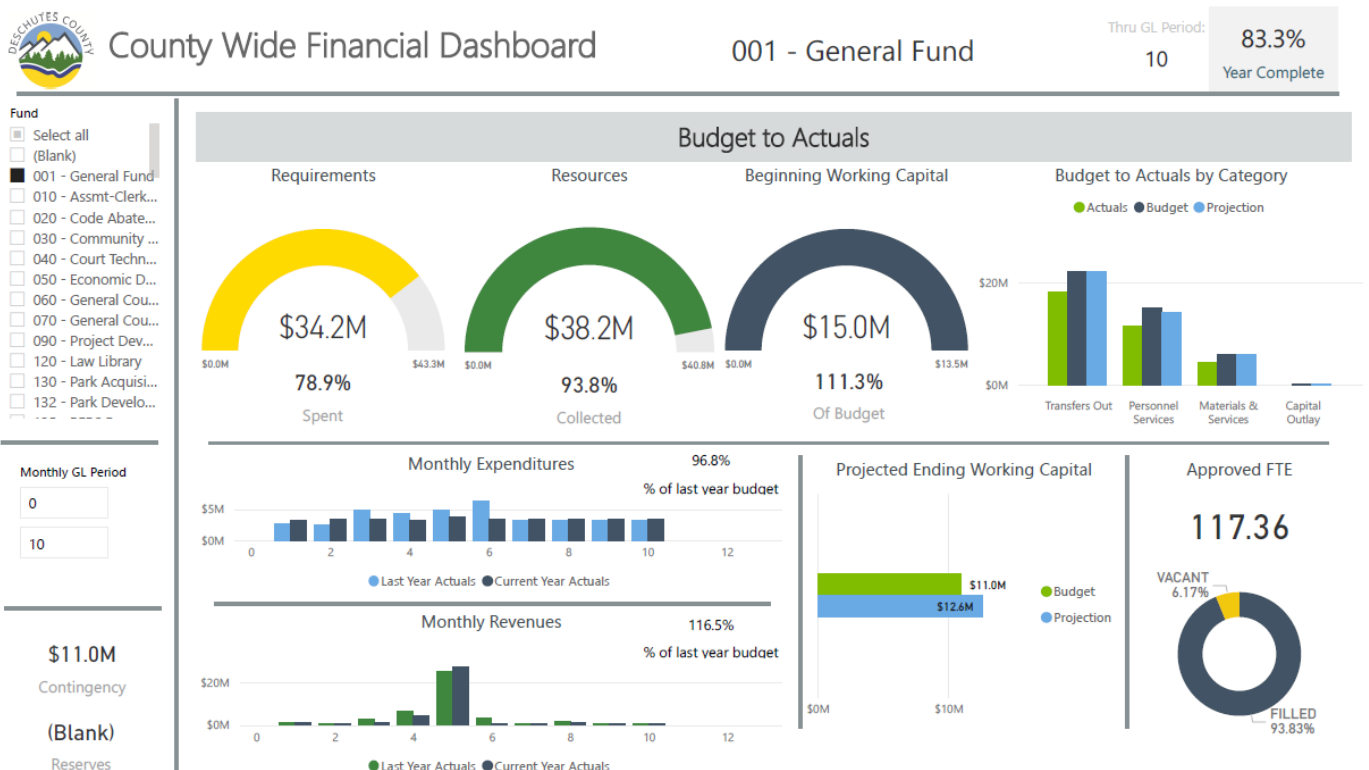 DESCHUTES COUNTY
County Wide Financial Dashboard
001 - General Fund
Thru GL Period:
10
83.3%
Year Complete
Fund
Select all
(Blank)
001 - General Fund
010 - Assmt-Clerk...
020 - Code Abate...
030 - Community ...
040 - Court Techn...
050 - Economic D...
060 - General Cou...
070 - General Cou...
090 - Project Dev...
120 - Law Library
130 - Park Acquisi...
132 - Park Develo...
Monthly GL Period
0
10
$11.0M
Contingency
(Blank)
Reserves
Budget to Actuals
Requirements
$34.2M
$0.0M
$43.3M
78.9%
Spent
Resources
$38.2M
$0.0M
$40.8M
93.8%
Collected
Beginning Working Capital
$15.0M
$0.0M
$13.5M
111.3%
Of Budget
Budget to Actuals by Category
Actuals Budget Projection
$20M
$0M
Transfers Out
Personnel
Services
Materials &
Services
Capital
Outlay
Monthly Expenditures
96.8%
% of last year budget
$5M
$0M
0 2 4 6 8 10 12
Last Year Actuals Current Year Actuals
Monthly Revenues
116.5%
% of last year budget
$20M
$0M
0 2 4 6 8 10 12
Last Year Actuals Current Year Actuals
Projected Ending Working Capital
$11.0M
$12.6M
Budget
Projection
$0M $10M
Approved FTE
117.36
VACANT
6.17%
FILLED
93.83%